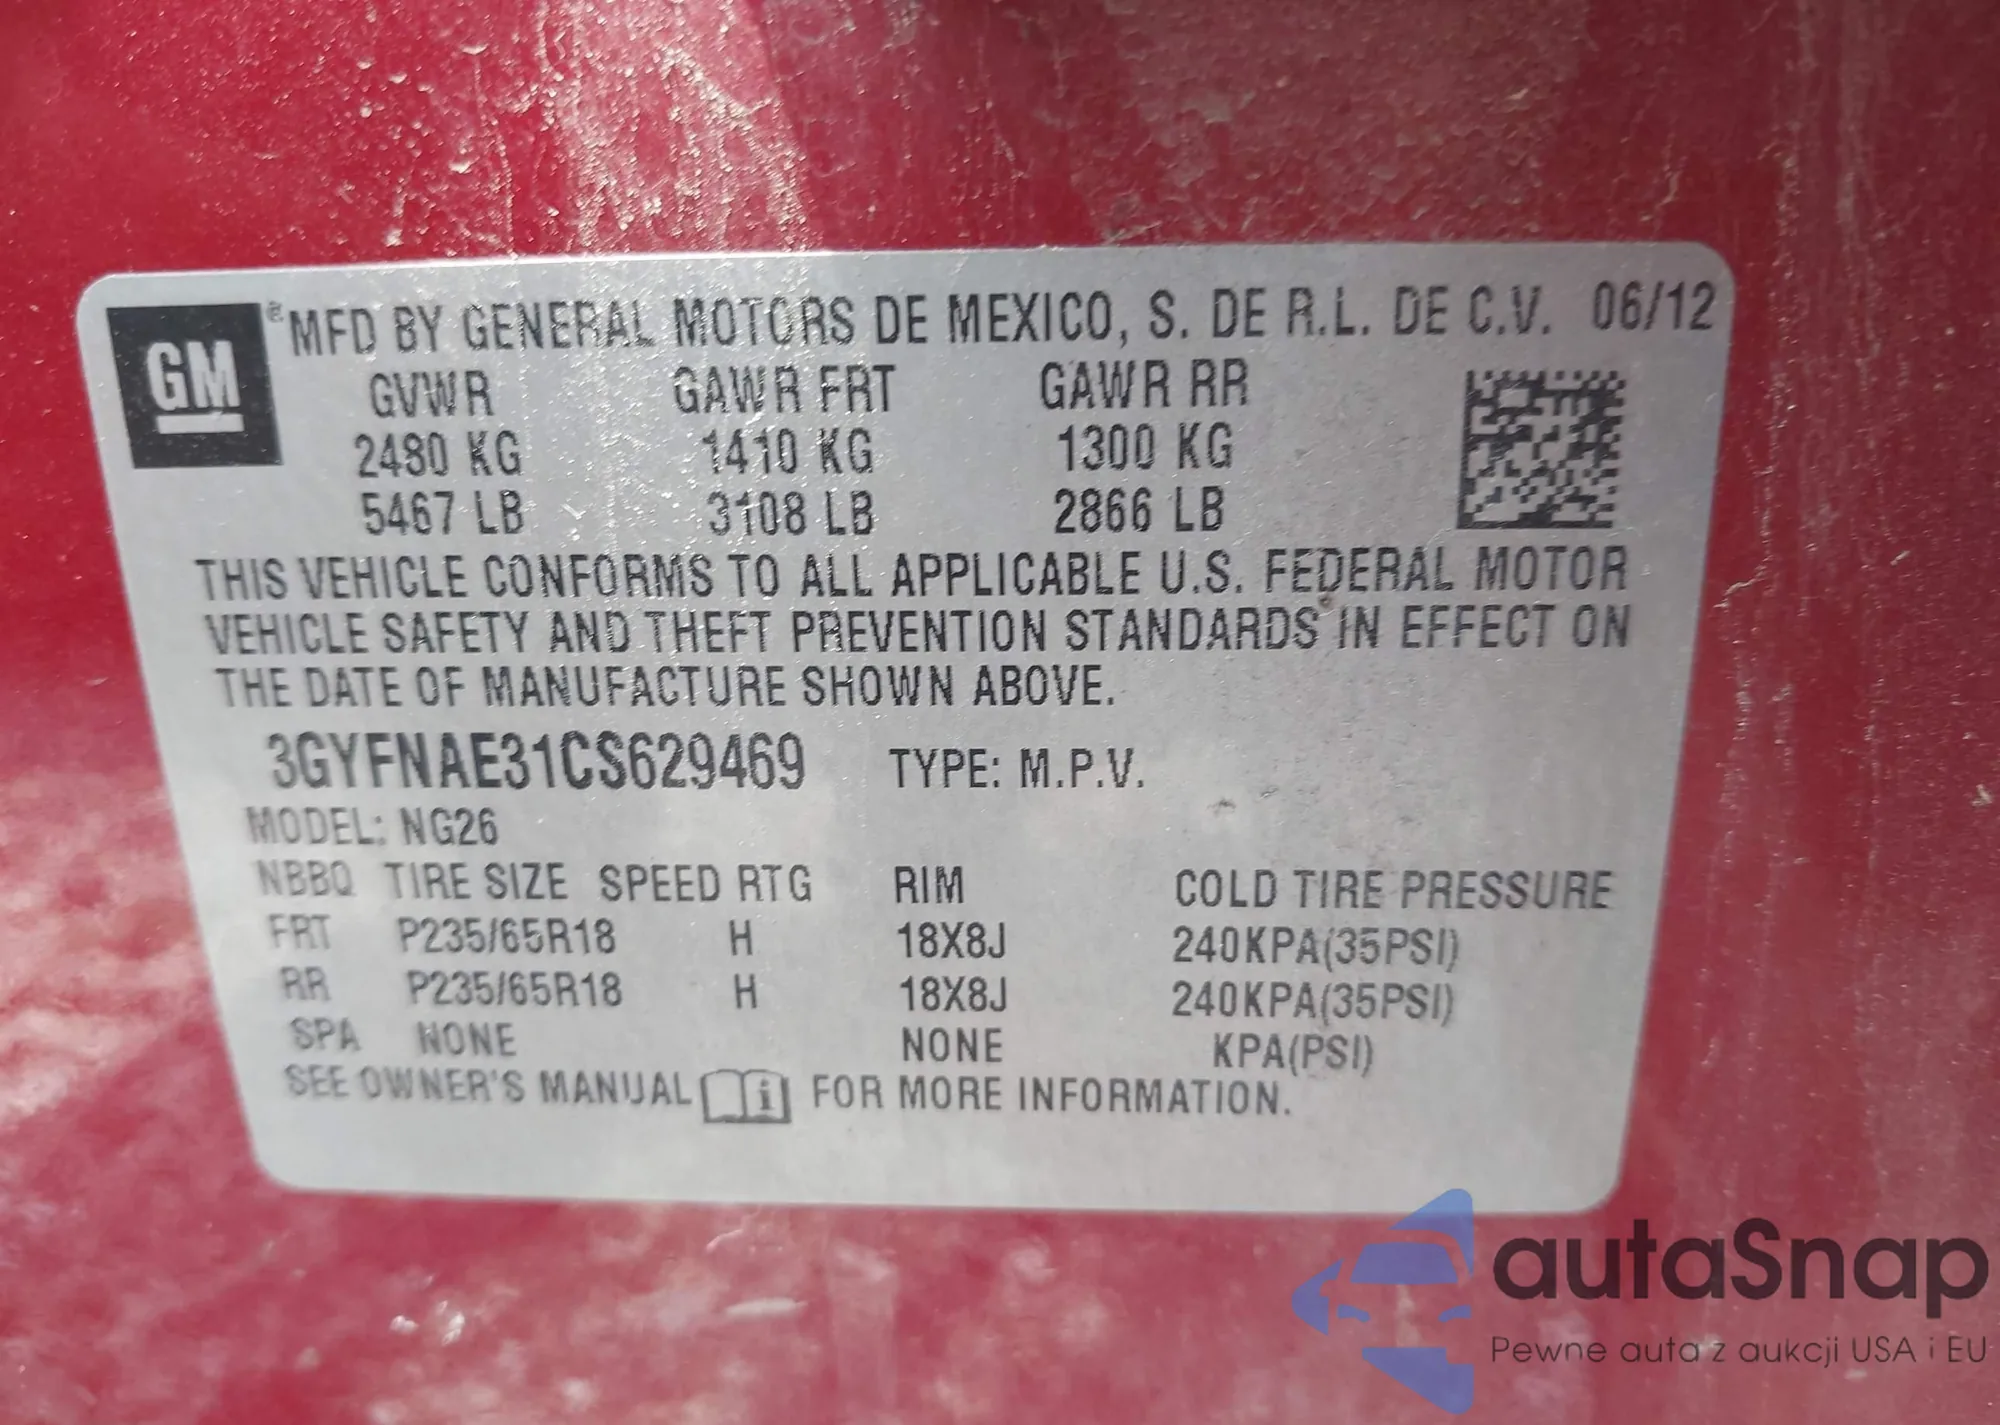 GM ® MFD BY GENERAL MOTORS DE MEXICO, S. DE R.L. DE C.V. 06/12
GVWR GAWR FRT GAWR RR
2480 KG 1410 KG 1300 KG
5467 LB 3108 LB 2866 LB
THIS VEHICLE CONFORMS TO ALL APPLICABLE U.S. FEDERAL MOTOR
VEHICLE SAFETY AND THEFT PREVENTION STANDARDS IN EFFECT ON
THE DATE OF MANUFACTURE SHOWN ABOVE.
3GYFNAE31CS629469 TYPE: M.P.V.
MODEL: NG26
NBBQ TIRE SIZE SPEED RTG RIM COLD TIRE PRESSURE
FRT P235/65R18 H 18X8J 240KPA(35PSI)
RR P235/65R18 H 18X8J 240KPA(35PSI)
SPA NONE NONE KPA(PSI)
SEE OWNER'S MANUAL i FOR MORE INFORMATION.
autaSnap
Pewne auta z aukcji USA i EU